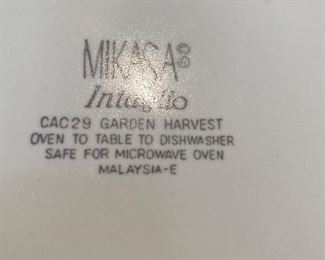 MIKASA®©
Intaglio
CAC29 GARDEN HARVEST
OVEN TO TABLE TO DISHWASHER
SAFE FOR MICROWAVE OVEN
MALAYSIA-E